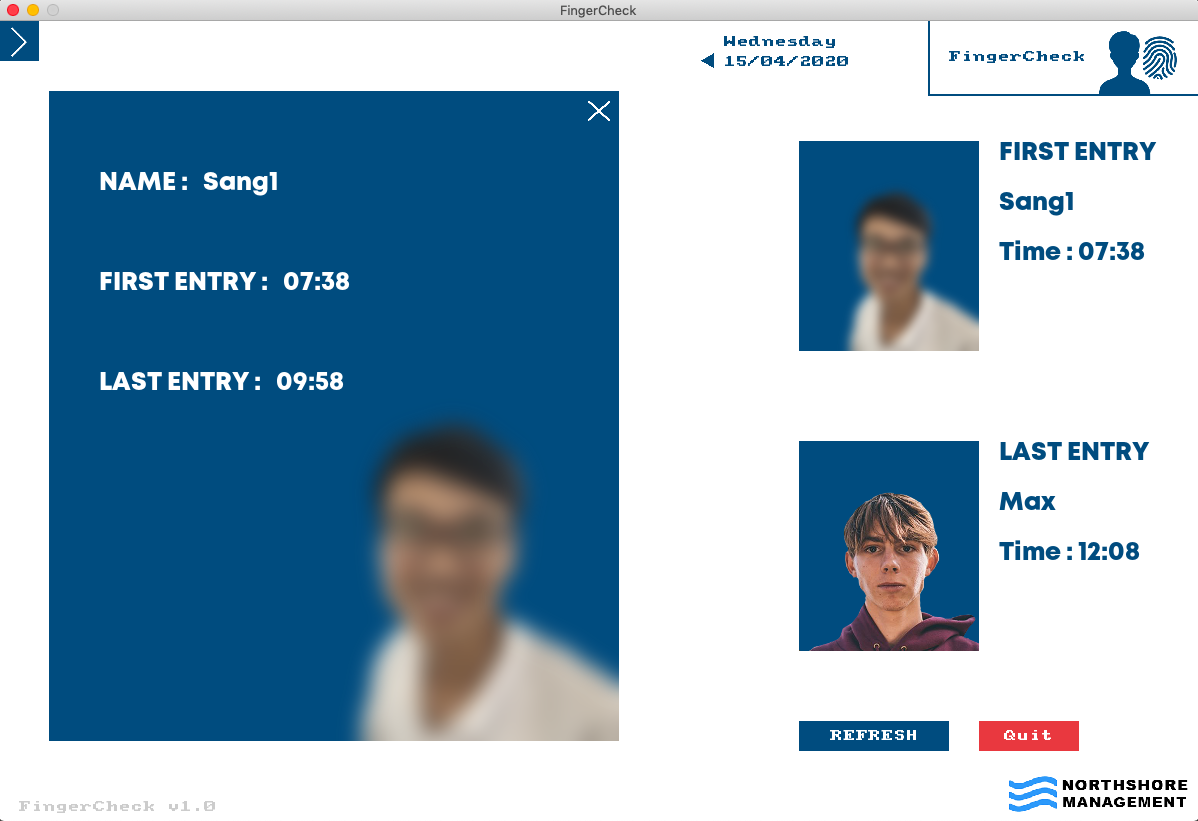 FingerCheck
Wednesday
15/04/2020
FingerCheck
NAME : Sang1
FIRST ENTRY : 07:38
LAST ENTRY : 09:58
FIRST ENTRY
Sang1
Time : 07:38
LAST ENTRY
Max
Time : 12:08
REFRESH
Quit
FingerCheck v1.0
NORTHSHORE
MANAGEMENT